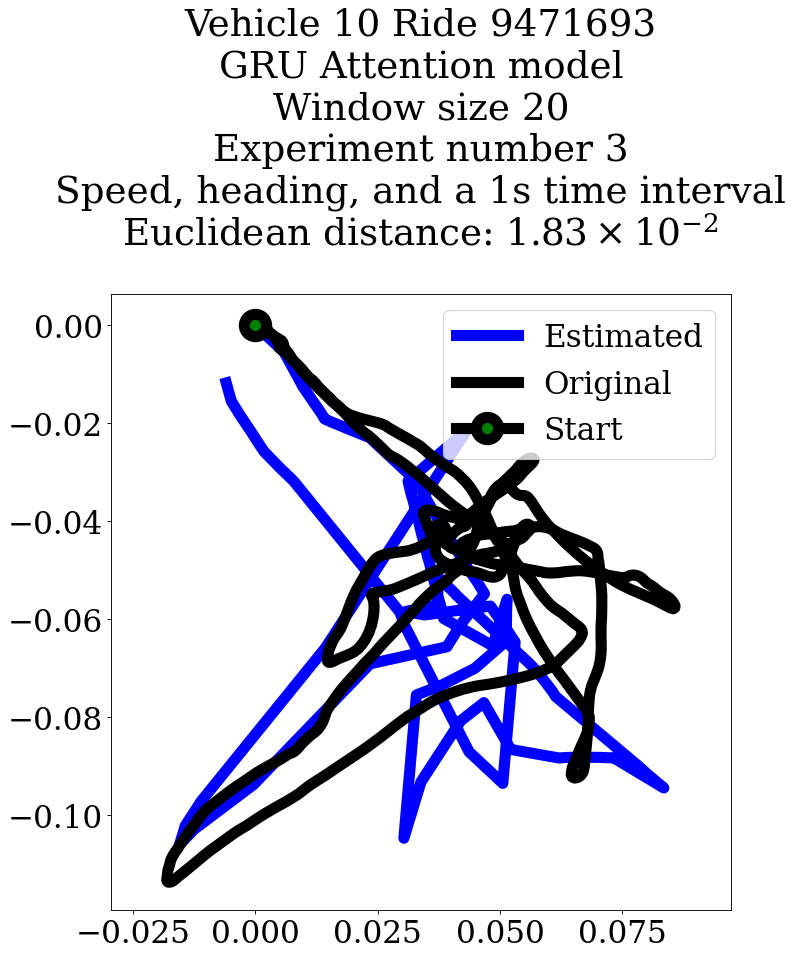 Vehicle 10 Ride 9471693
GRU Attention model
Window size 20
Experiment number 3
Speed, heading, and a 1s time interval
Euclidean distance: 1.83 × 10⁻²
Estimated
Original
Start
0.00
−0.02
−0.04
−0.06
−0.08
−0.10
−0.025 0.000 0.025 0.050 0.075